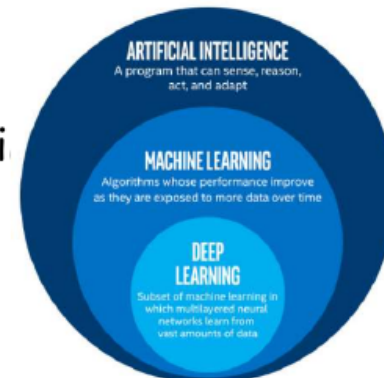 ARTIFICIAL INTELLIGENCE
A program that can sense, reason,
act, and adapt
MACHINE LEARNING
Algorithms whose performance improve
as they are exposed to more data over time
DEEP
LEARNING
Subset of machine learning in
which multilayered neural
networks learn from
vast amounts of data